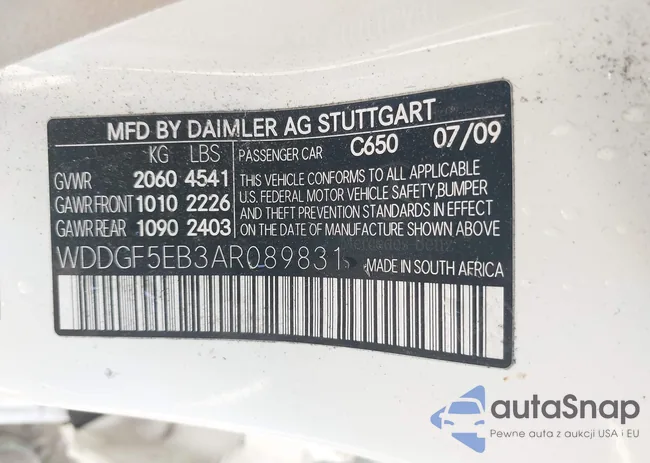 MFD BY DAIMLER AG STUTTGART
KG LBS
GVWR 2060 4541
GAWR FRONT 1010 2226
GAWR REAR 1090 2403
PASSENGER CAR C650 07/09
THIS VEHICLE CONFORMS TO ALL APPLICABLE
U.S. FEDERAL MOTOR VEHICLE SAFETY, BUMPER
AND THEFT PREVENTION STANDARDS IN EFFECT
ON THE DATE OF MANUFACTURE SHOWN ABOVE
Mercedes-Benz
WDDGF5EB3AR089831s MADE IN SOUTH AFRICA
autaSnap
Pewne auta z aukcji USA i EU